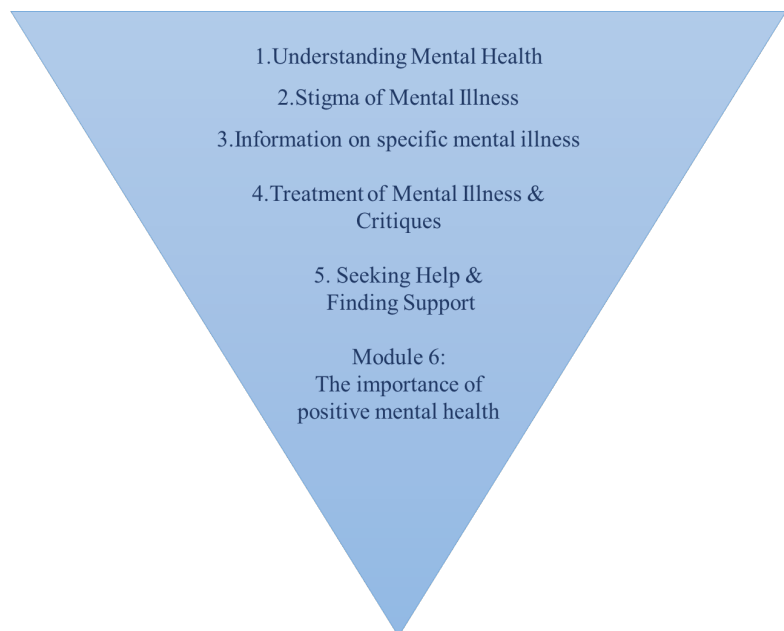 1.Understanding Mental Health
2.Stigma of Mental Illness
3.Information on specific mental illness
4.Treatment of Mental Illness &
Critiques
5. Seeking Help &
Finding Support
Module 6:
The importance of
positive mental health